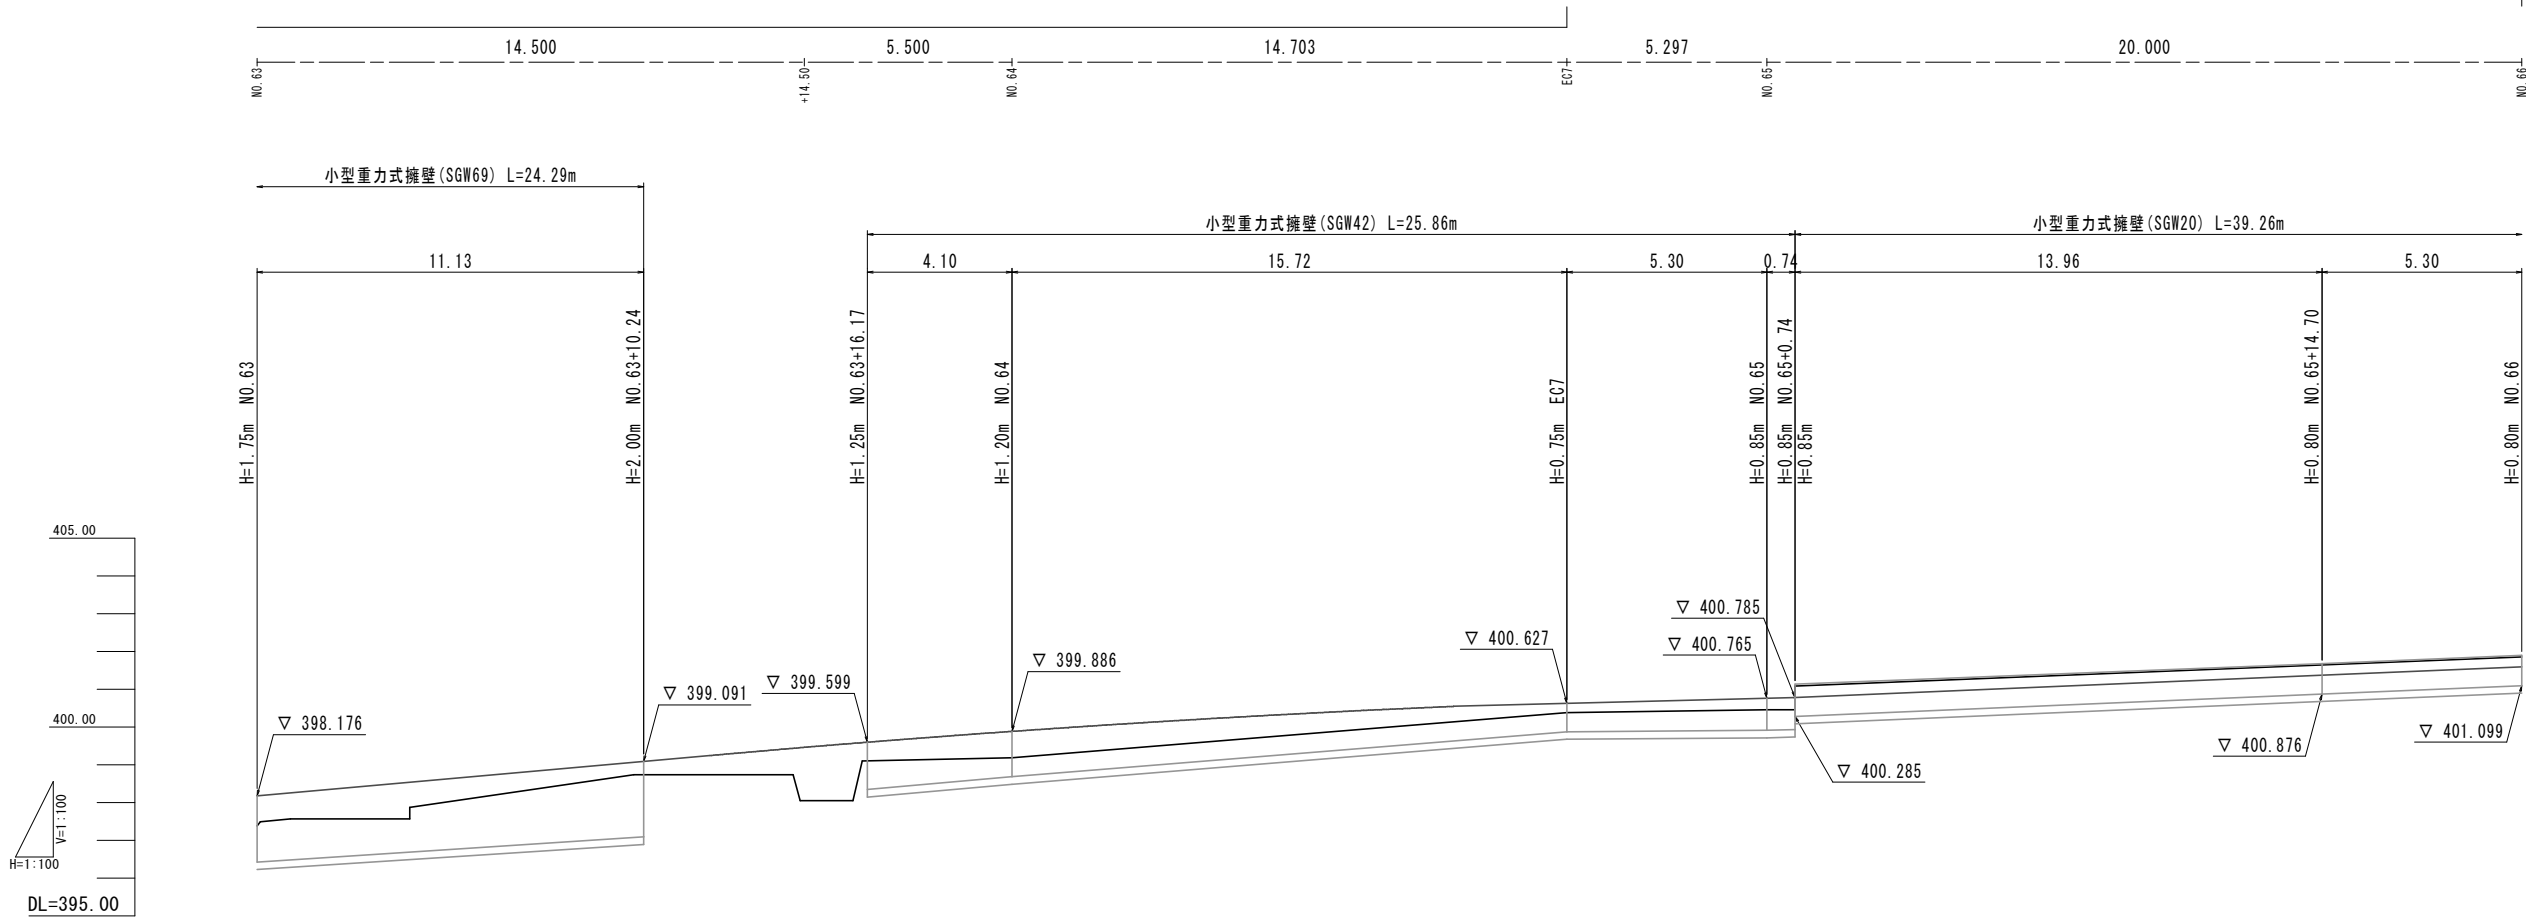 14.500 5.500 14.703 5.297 20.000
NO.63 +14.50 NO.64 EC7 NO.65 NO.66
小型重力式擁壁(SGW69) L=24.29m
小型重力式擁壁(SGW42) L=25.86m 小型重力式擁壁(SGW20) L=39.26m
11.13 4.10 15.72 5.30 0.74 13.96 5.30
H=1.75m NO.63
H=2.00m NO.63+10.24
H=1.25m NO.63+16.17
H=1.20m NO.64
H=0.75m EC7
H=0.85m NO.65
H=0.85m NO.65+0.74
H=0.85m
H=0.80m NO.65+14.70
H=0.80m NO.66
405.00
▽ 400.785
▽ 400.627
▽ 400.765
▽ 399.886
▽ 399.599
▽ 399.091
▽ 398.176
400.00
▽ 401.099
▽ 400.876
▽ 400.285
V=1:100
H=1:100
DL=395.00